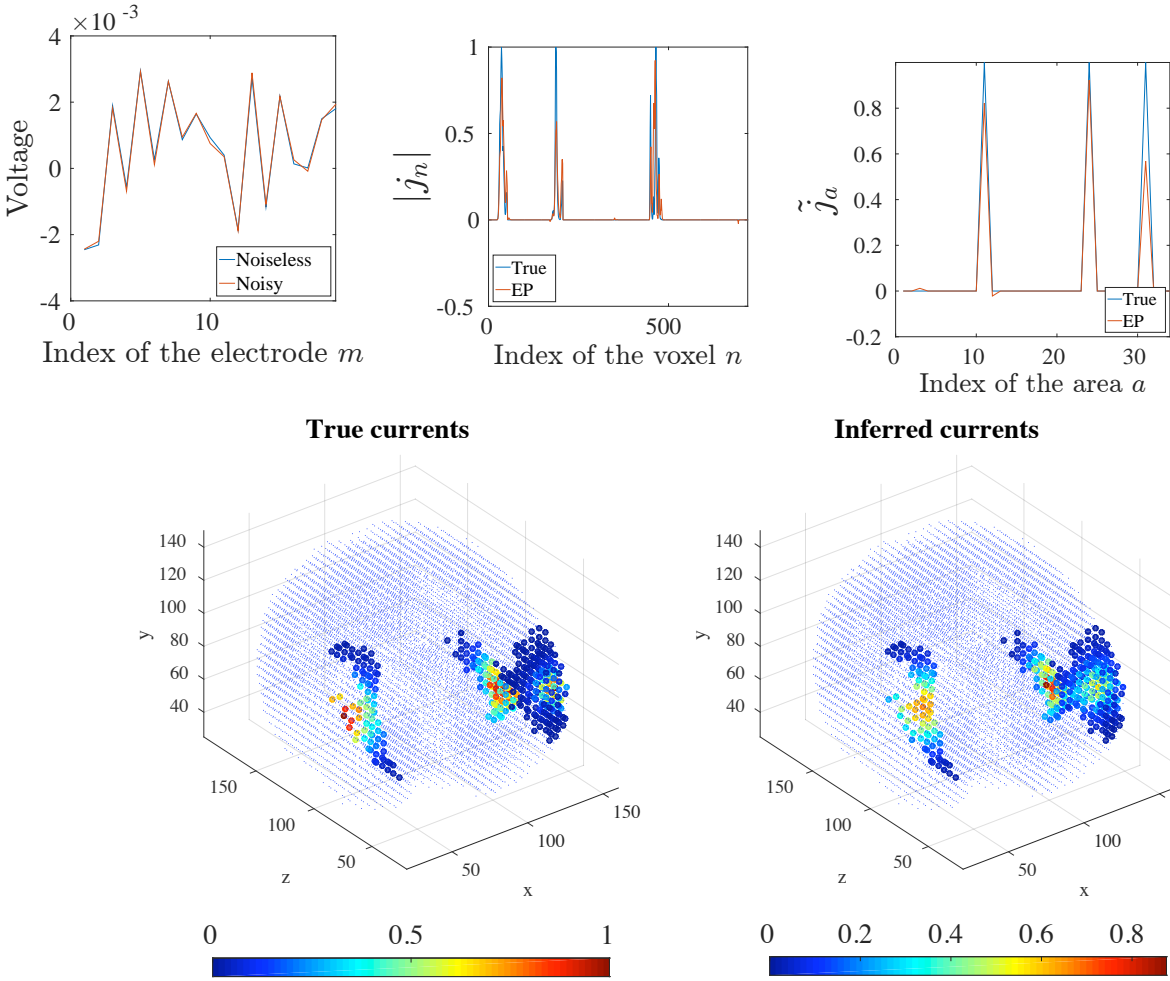 ×10 -3
4
2
0
-2
-4
Voltage
Noiseless
Noisy
0
10
Index of the electrode m
1
0.5
0
-0.5
|j_n|
True
EP
0
500
Index of the voxel n
0.8
0.6
0.4
0.2
0
-0.2
j̃_a
True
EP
0
10
20
30
Index of the area a
True currents
140
120
100
80
60
40
y
150
100
50
z
50
100
150
x
0
0.5
1
Inferred currents
140
120
100
80
60
40
y
150
100
50
z
50
100
x
0
0.2
0.4
0.6
0.8